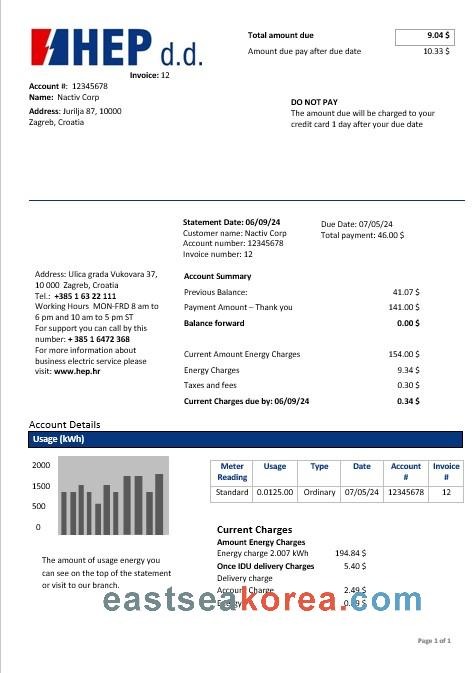 HEP d.d.
Total amount due 9.04 $
Amount due pay after due date 10.33 $
Invoice: 12
Account #: 12345678
Name: Nactiv Corp
Address: Jurilja 87, 10000
Zagreb, Croatia
DO NOT PAY
The amount due will be charged to your
credit card 1 day after your due date
Statement Date: 06/09/24
Customer name: Nactiv Corp
Account number: 12345678
Invoice number: 12
Due Date: 07/05/24
Total payment: 46.00 $
Address: Ulica grada Vukovara 37,
10 000 Zagreb, Croatia
Tel.: +385 1 63 22 111
Working Hours MON-FRD 8 am to
6 pm and 10 am to 5 pm ST
For support you can call by this
number: + 385 1 6472 368
For more information about
business electric service please
visit: www.hep.hr
Account Summary
Previous Balance: 41.07 $
Payment Amount – Thank you 141.00 $
Balance forward 0.00 $
Current Amount Energy Charges 154.00 $
Energy Charges 9.34 $
Taxes and fees 0.30 $
Current Charges due by: 06/09/24 0.34 $
Account Details
Usage (kWh)
2000
1500
500
0
Meter Reading Usage Type Date Account # Invoice #
Standard 0.0125.00 Ordinary 07/05/24 12345678 12
The amount of usage energy you
can see on the top of the statement
or visit to our branch.
Current Charges
Amount Energy Charges
Energy charge 2.007 kWh 194.84 $
Once IDU delivery Charges 5.40 $
Delivery charge
Account Charge 2.49 $
eastseakorea.com
Page 1 of 1